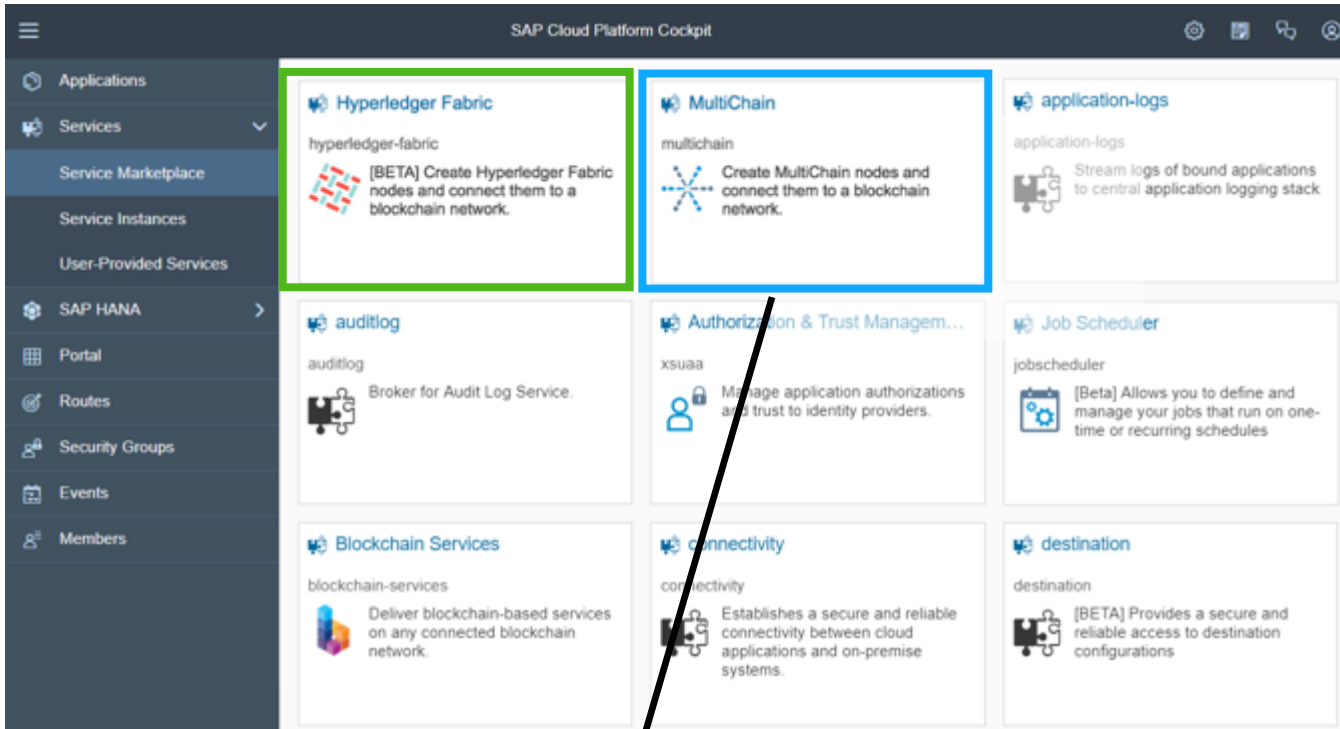 SAP Cloud Platform Cockpit
Applications
Services
Service Marketplace
Service Instances
User-Provided Services
SAP HANA
Portal
Routes
Security Groups
Events
Members
Hyperledger Fabric
hyperledger-fabric
[BETA] Create Hyperledger Fabric
nodes and connect them to a
blockchain network.
MultiChain
multichain
Create MultiChain nodes and
connect them to a blockchain
network.
application-logs
application-logs
Stream logs of bound applications
to central application logging stack
auditlog
auditlog
Broker for Audit Log Service.
Authorization & Trust Managem...
xsuaa
Manage application authorizations
and trust to identity providers.
Job Scheduler
jobscheduler
[Beta] Allows you to define and
manage your jobs that run on one-
time or recurring schedules
Blockchain Services
blockchain-services
Deliver blockchain-based services
on any connected blockchain
network.
connectivity
connectivity
Establishes a secure and reliable
connectivity between cloud
applications and on-premise
systems.
destination
destination
[BETA] Provides a secure and
reliable access to destination
configurations